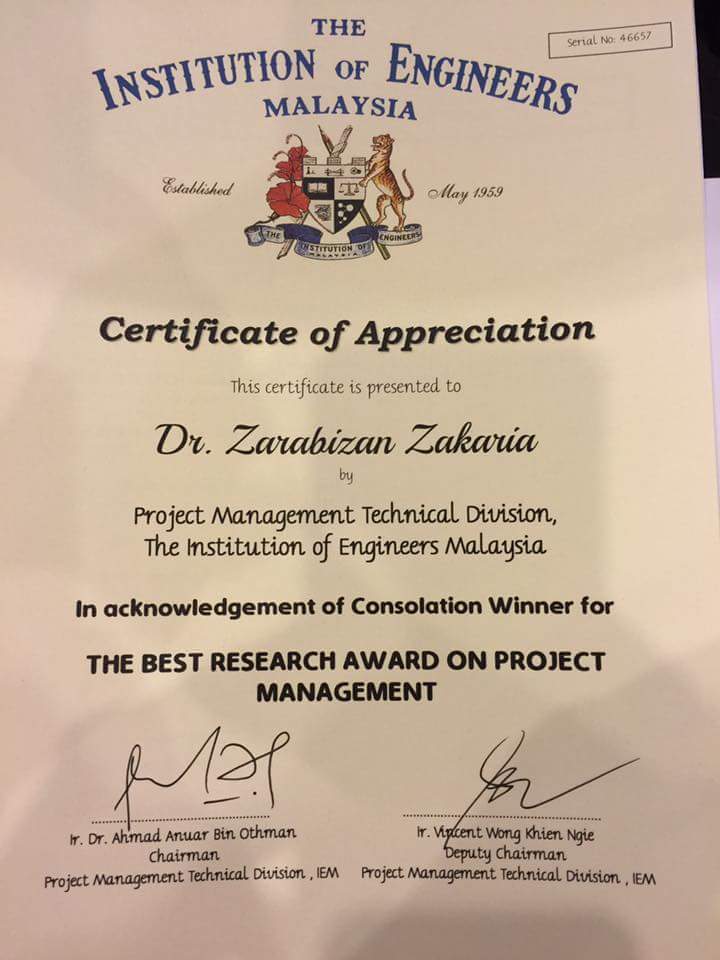 THE
INSTITUTION OF ENGINEERS
MALAYSIA
Serial No: 46657
Established
May 1959
THE INSTITUTION OF ENGINEERS
MALAYSIA
Certificate of Appreciation
This certificate is presented to
Dr. Zarabizan Zakaria
by
Project Management Technical Division,
The Institution of Engineers Malaysia
In acknowledgement of Consolation Winner for
THE BEST RESEARCH AWARD ON PROJECT
MANAGEMENT
Ir. Dr. Ahmad Anuar Bin Othman
Chairman
Project Management Technical Division , IEM
Ir. Vincent Wong Khien Ngie
Deputy Chairman
Project Management Technical Division , IEM